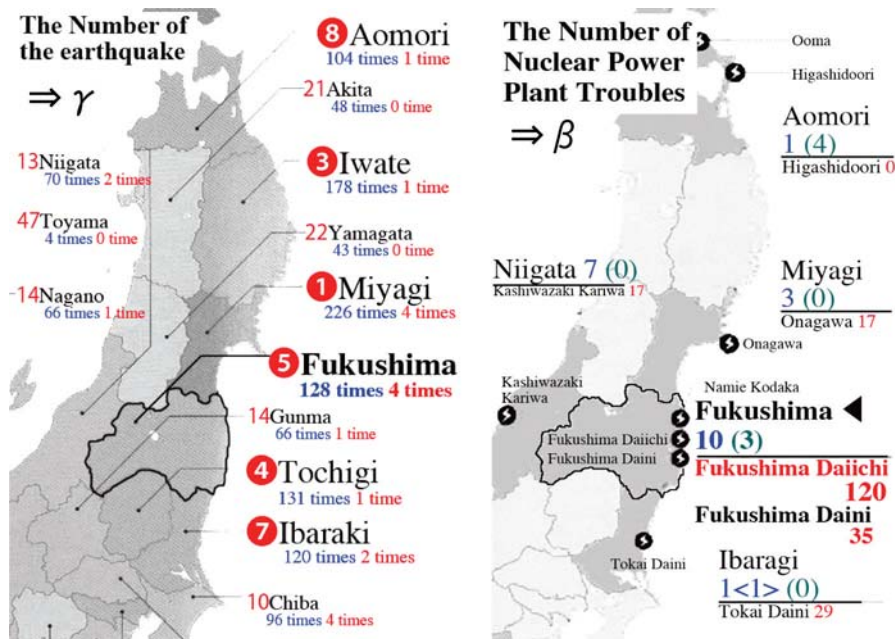 The Number of
the earthquake
⇒ γ
8 Aomori
104 times 1 time
21 Akita
48 times 0 time
13 Niigata
70 times 2 times
3 Iwate
178 times 1 time
47 Toyama
4 times 0 time
22 Yamagata
43 times 0 time
14 Nagano
66 times 1 time
1 Miyagi
226 times 4 times
5 Fukushima
128 times 4 times
14 Gunma
66 times 1 time
4 Tochigi
131 times 1 time
7 Ibaraki
120 times 2 times
10 Chiba
96 times 4 times
The Number of
Nuclear Power
Plant Troubles
⇒ β
Ooma
Higashidoori
Aomori
1 (4)
Higashidoori 0
Niigata 7 (0)
Kashiwazaki Kariwa 17
Miyagi
3 (0)
Onagawa 17
Onagawa
Kashiwazaki
Kariwa
Namie Kodaka
Fukushima ◀
10 (3)
Fukushima Daiichi
Fukushima Daini
Fukushima Daiichi
120
Fukushima Daini
35
Tokai Daini
Ibaragi
1<1> (0)
Tokai Daini 29